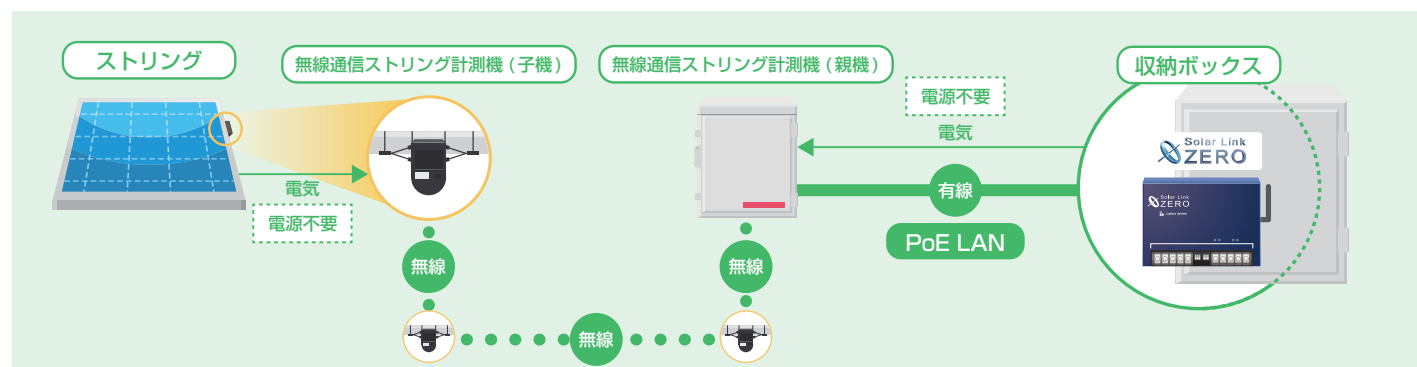 ストリング
無線通信ストリング計測機(子機)
無線通信ストリング計測機(親機)
収納ボックス
電源不要
電気
Solar Link
ZERO
電気
電源不要
有線
PoE LAN
Solar Link
ZERO
無線
無線
無線